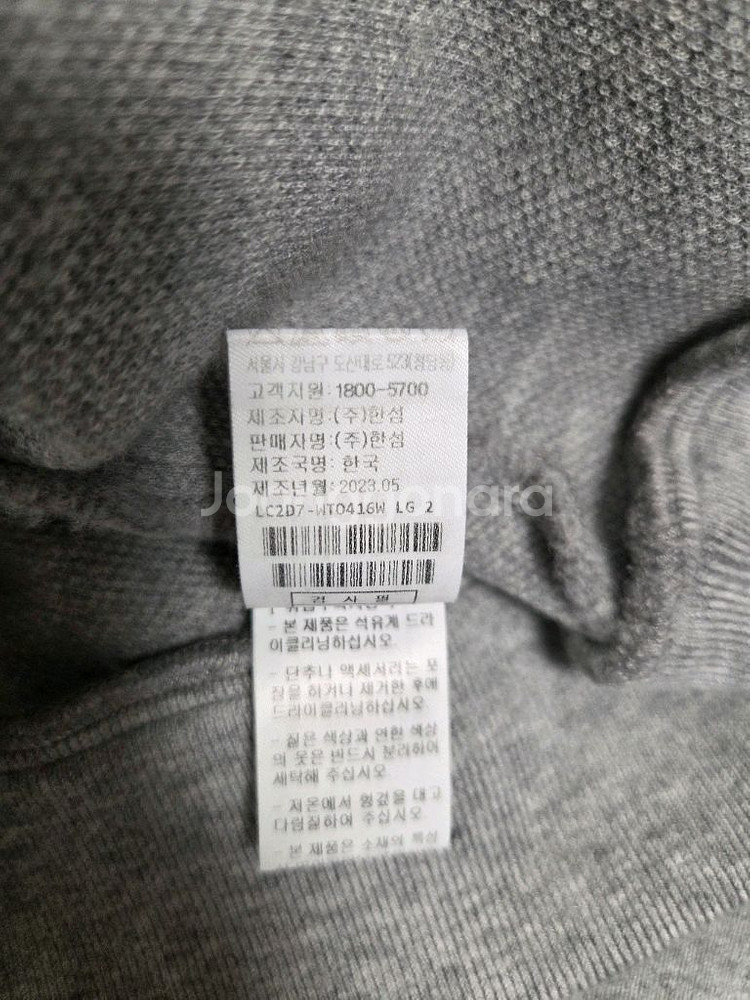 서울시 강남구 도산대로 523(청담동)
고객지원:1800-5700
제조자명:(주)한섬
판매자명:(주)한섬
제조국명: 한국
제조년월:2023.05
Joonggonara
LC2D7-WTO416W LG 2
검 사 필
- 본 제품은 석유계 드라
이클리닝하십시오.
- 단추나 액세서리는 포
장을 하거나 제거한 후에
드라이클리닝하십시오.
- 짙은 색상과 연한 색상
의 옷은 반드시 분리하여
세탁해 주십시오.
- 저온에서 헝겊을 대고
다림질하여 주십시오.
- 본 제품은 소재의 특성